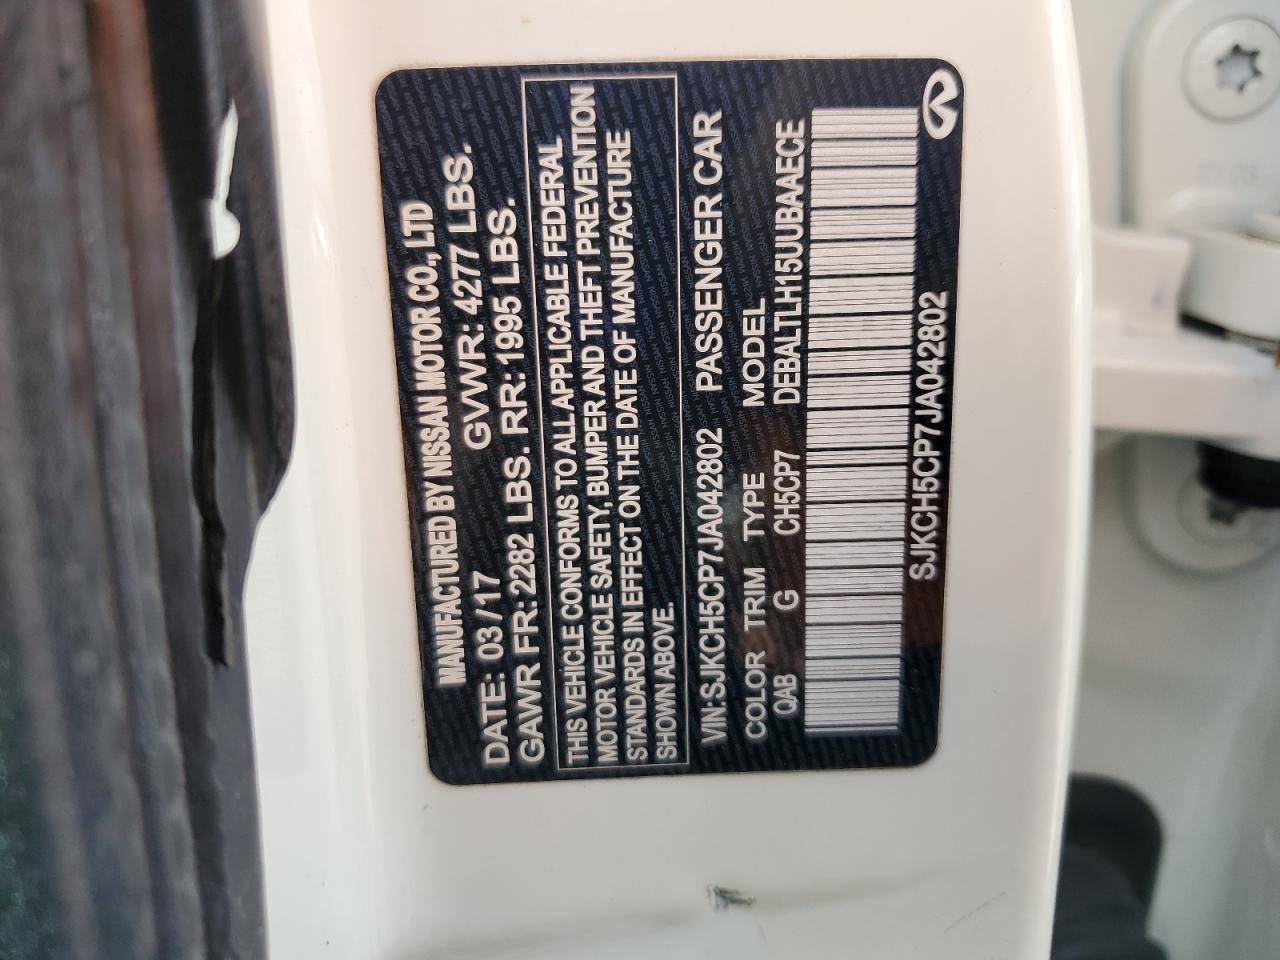 MANUFACTURED BY NISSAN MOTOR CO., LTD
DATE: 03 / 17 GVWR: 4277 LBS.
GAWR FR: 2282 LBS. RR: 1995 LBS.
THIS VEHICLE CONFORMS TO ALL APPLICABLE FEDERAL
MOTOR VEHICLE SAFETY, BUMPER AND THEFT PREVENTION
STANDARDS IN EFFECT ON THE DATE OF MANUFACTURE
SHOWN ABOVE.
VIN: SJKCH5CP7JA042802 PASSENGER CAR
COLOR TRIM TYPE MODEL
QAB G CH5CP7 DEBALTLH15UUBAAECE
SJKCH5CP7JA042802